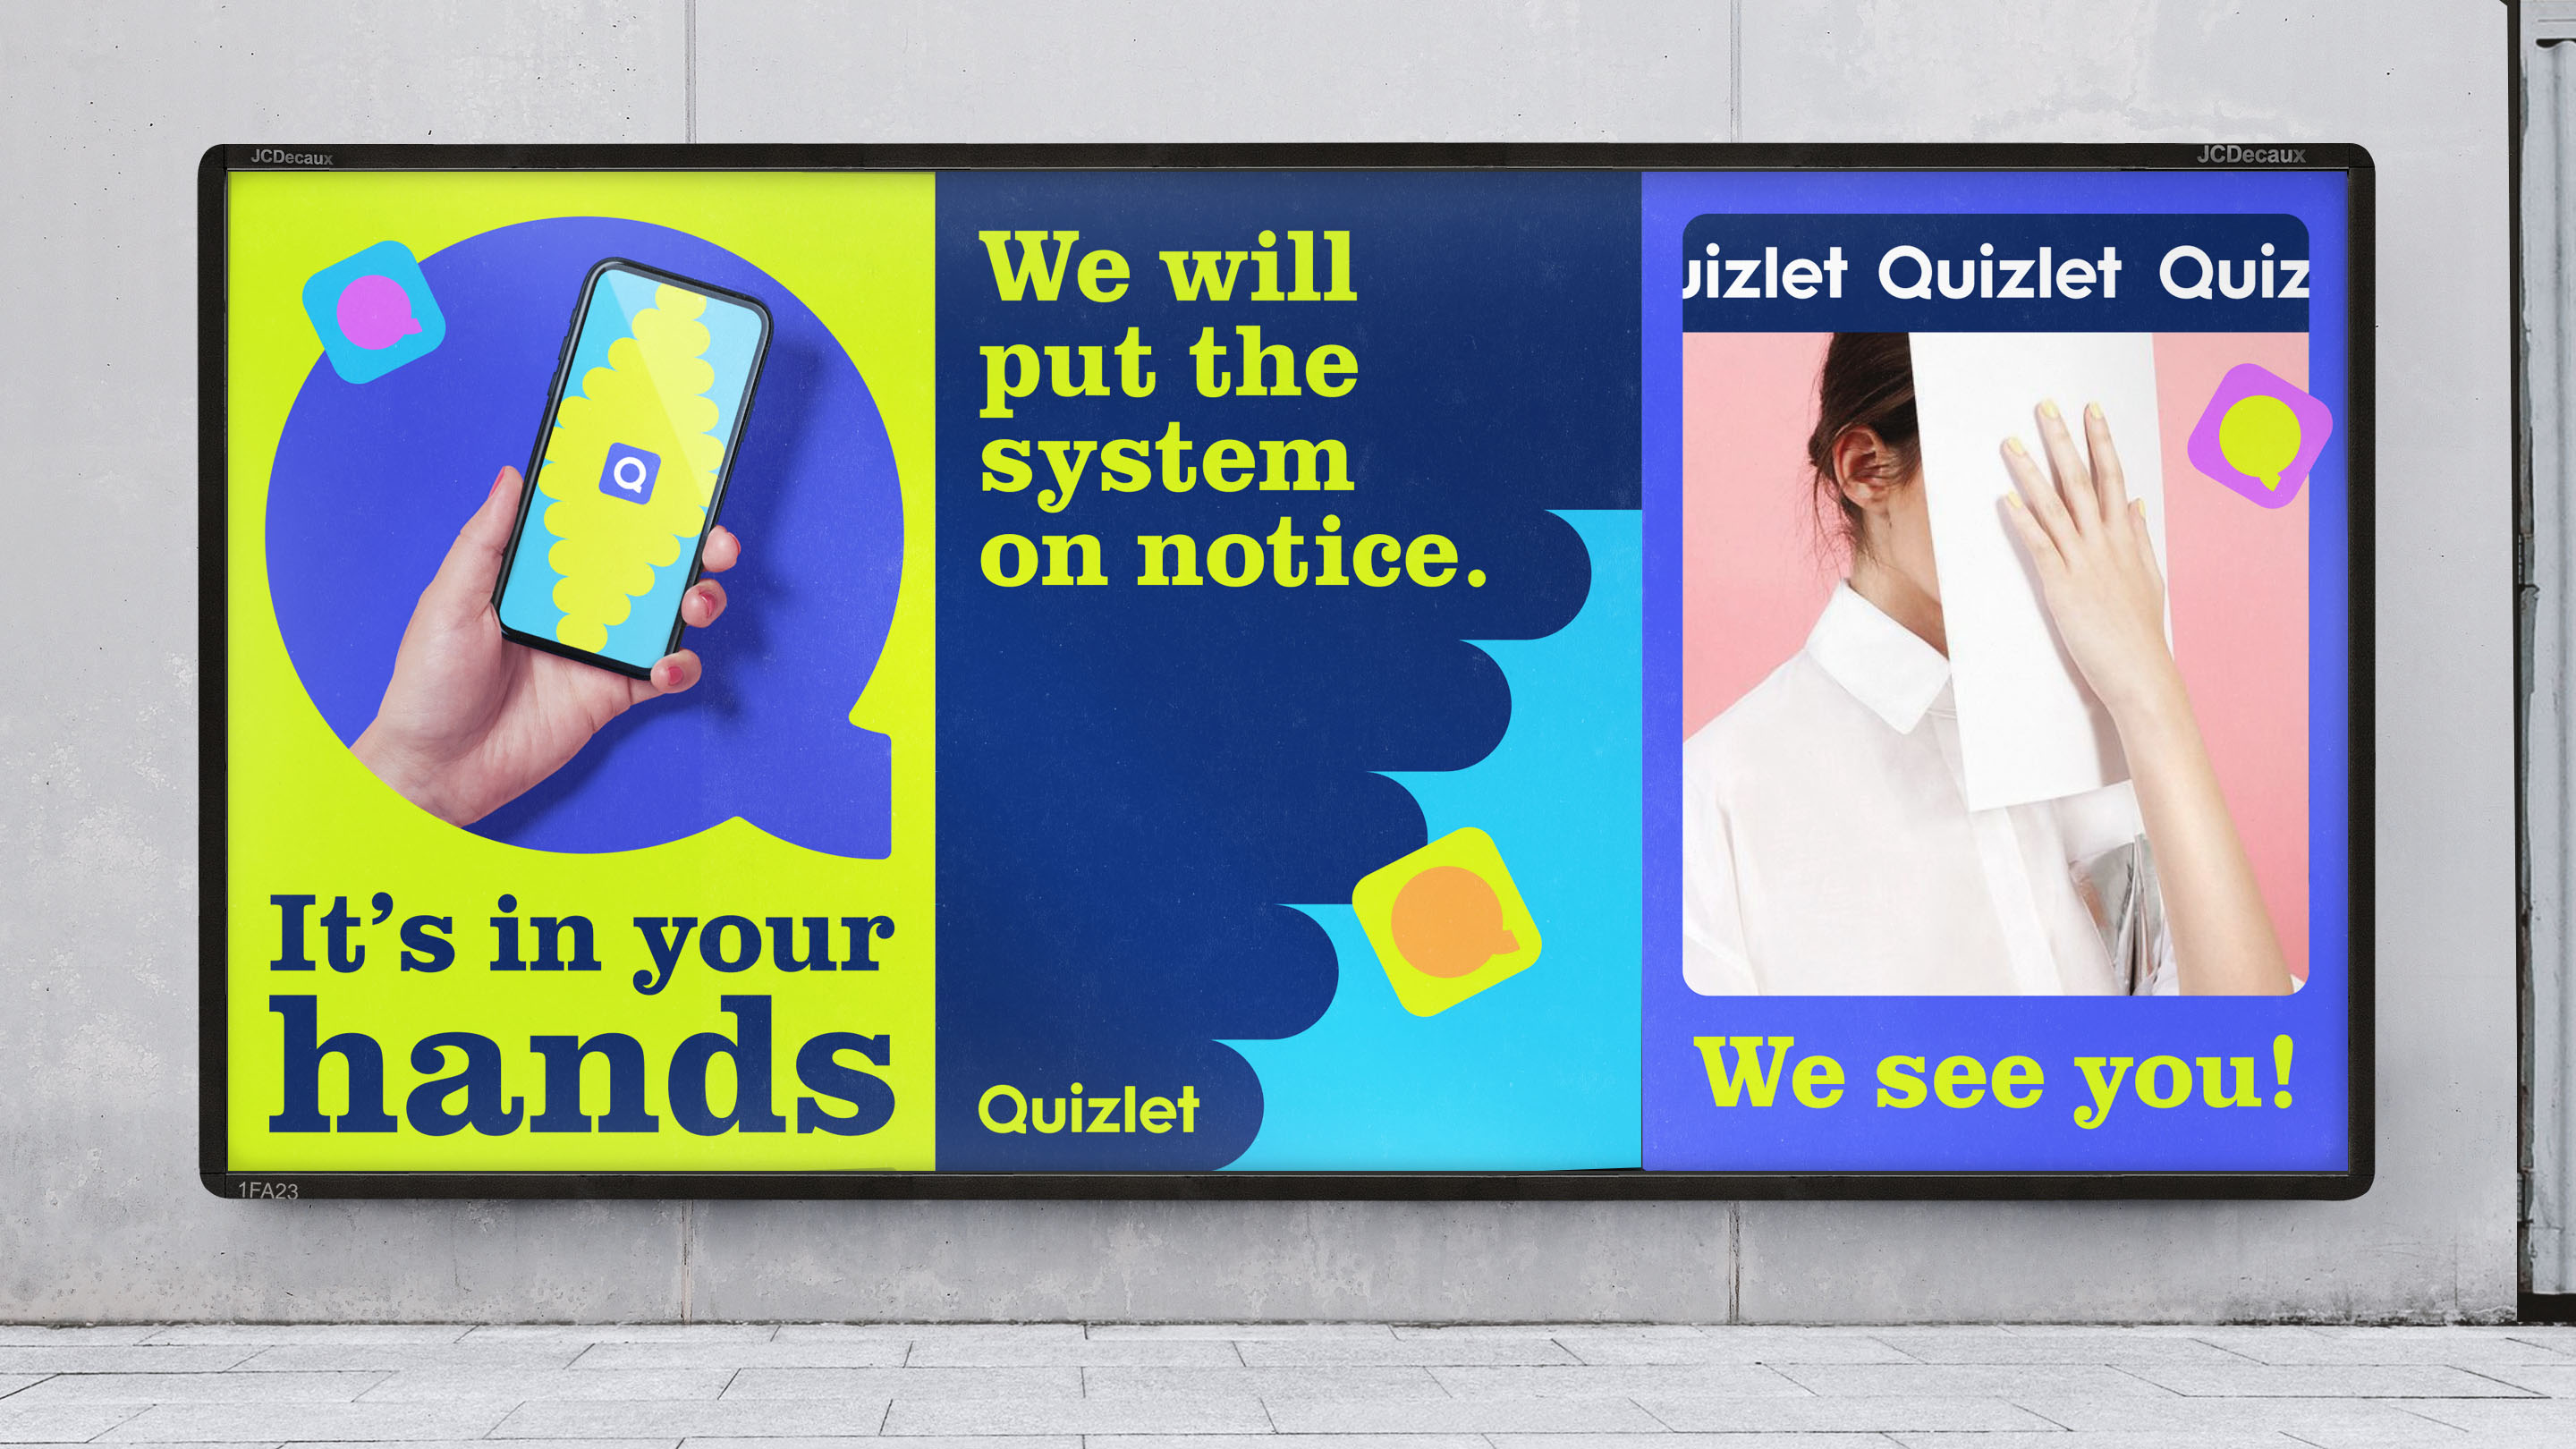 JCDecaux
JCDecaux
Q
It's in your
hands
We will
put the
system
on notice.
Quizlet
uizlet Quizlet Quiz
We see you!
1FA23